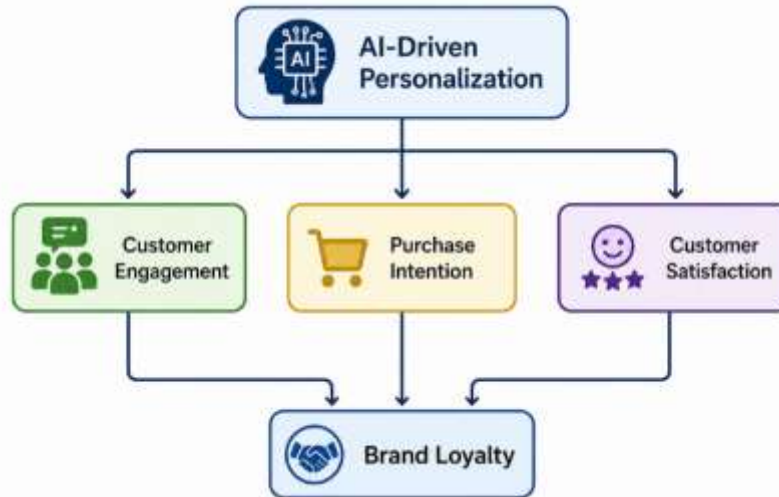 AI
AI-Driven
Personalization
Customer
Engagement
Purchase
Intention
Customer
Satisfaction
Brand Loyalty